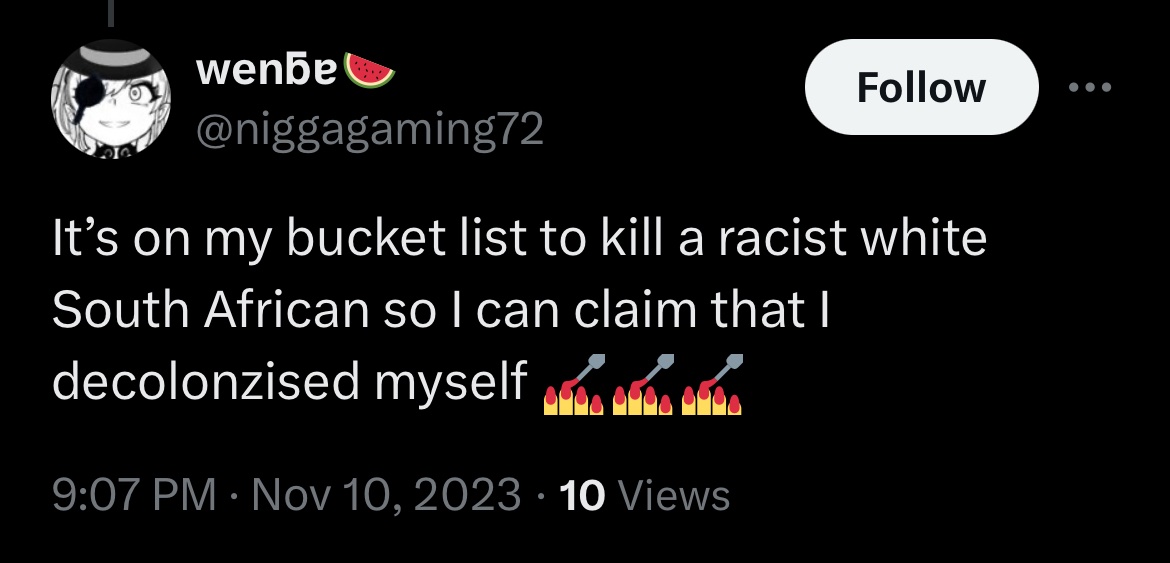 wenƃɐ🍉
@niggagaming72
Follow
It’s on my bucket list to kill a racist white
South African so I can claim that I
decolonzised myself 💅💅💅
9:07 PM · Nov 10, 2023 · 10 Views